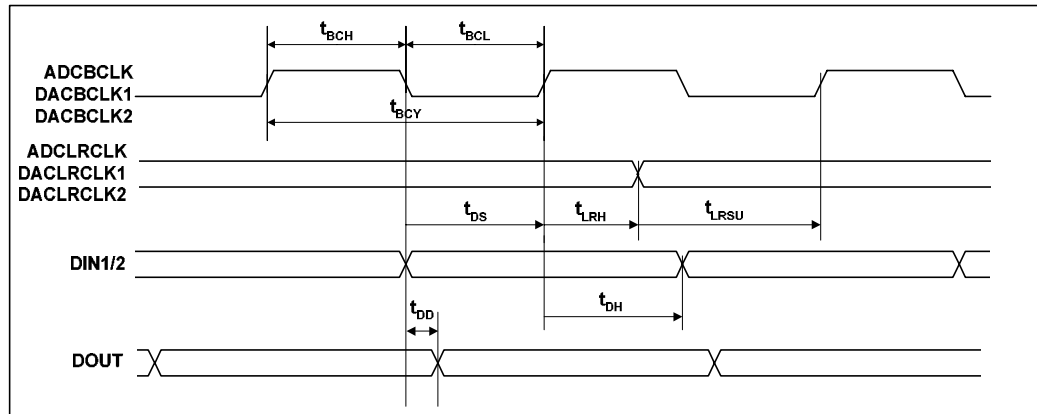 tBCH
tBCL
ADCBCLK
DACBCLK1
DACBCLK2
tBCY
ADCLRCLK
DACLRCLK1
DACLRCLK2
tDS
tLRH
tLRSU
DIN1/2
tDH
tDD
DOUT